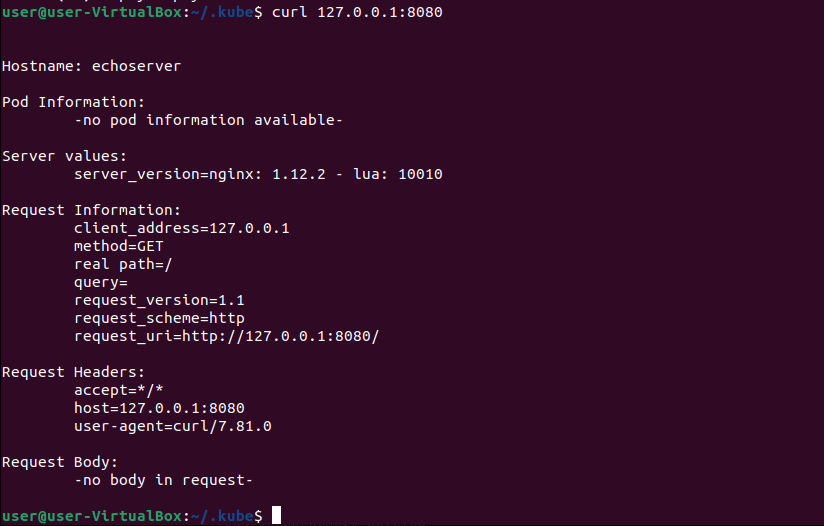 user@user-VirtualBox:~/.kube$ curl 127.0.0.1:8080
Hostname: echoserver
Pod Information:
-no pod information available-
Server values:
server_version=nginx: 1.12.2 - lua: 10010
Request Information:
client_address=127.0.0.1
method=GET
real path=/
query=
request_version=1.1
request_scheme=http
request_uri=http://127.0.0.1:8080/
Request Headers:
accept=*/*
host=127.0.0.1:8080
user-agent=curl/7.81.0
Request Body:
-no body in request-
user@user-VirtualBox:~/.kube$